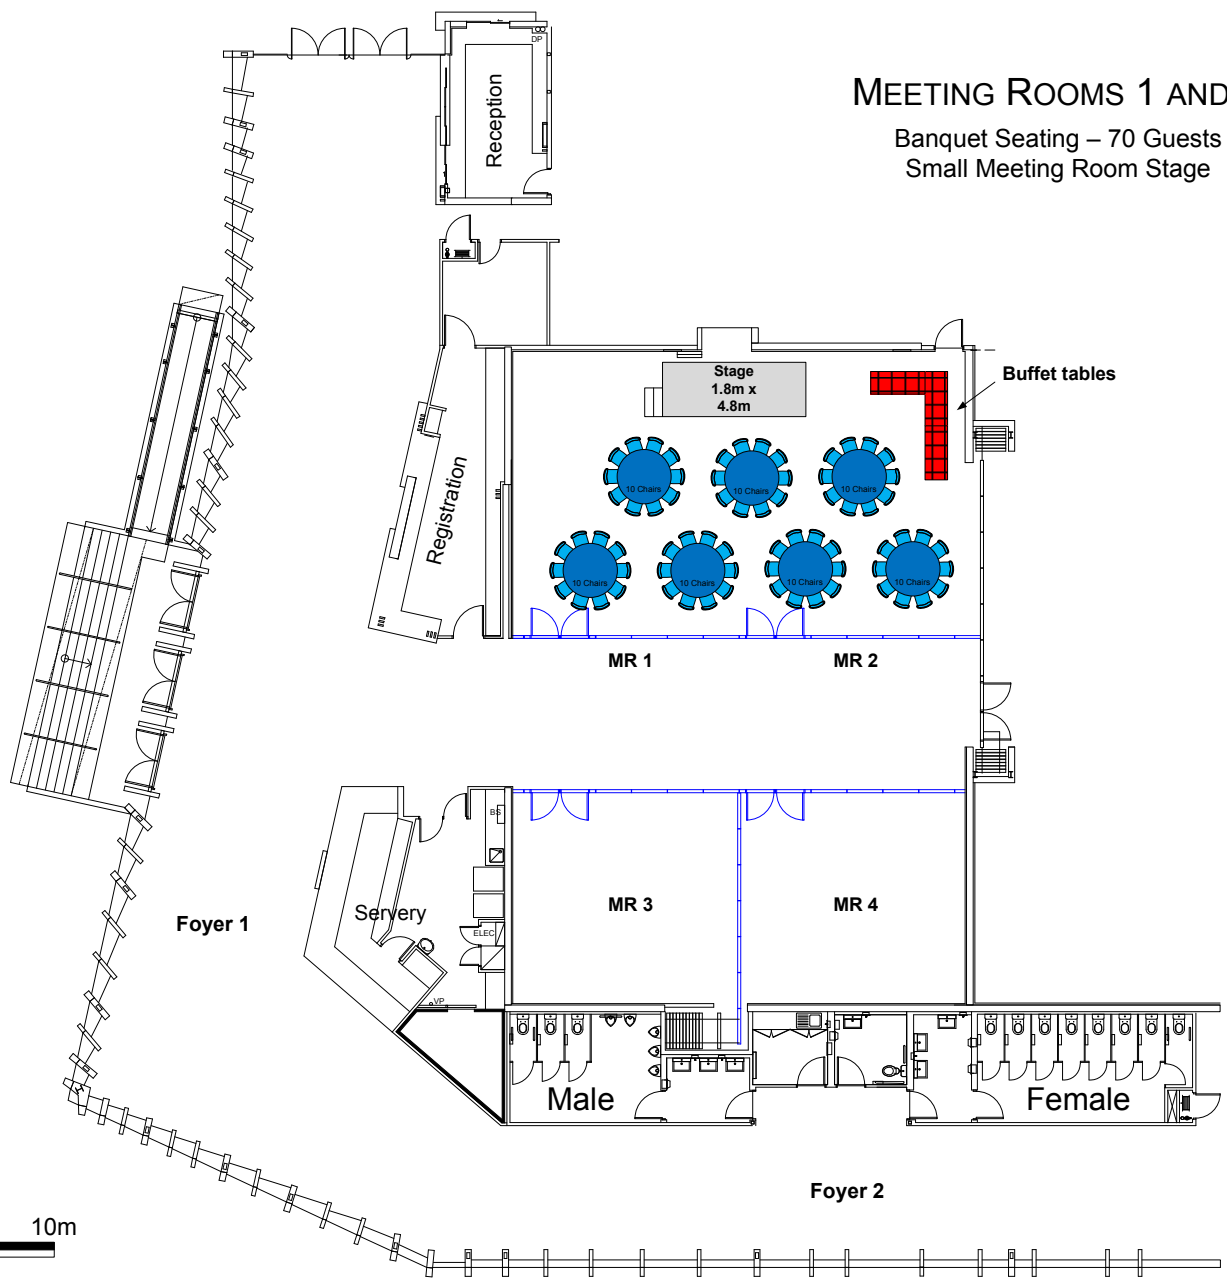 DP
Reception
MEETING ROOMS 1 AND
Banquet Seating – 70 Guests
Small Meeting Room Stage
Stage
1.8m x
4.8m
Buffet tables
Registration
10 Chairs
10 Chairs
10 Chairs
10 Chairs
10 Chairs
10 Chairs
10 Chairs
MR 1
MR 2
BS
Servery
ELEC
VP
MR 3
MR 4
Foyer 1
Male
Female
Foyer 2
10m